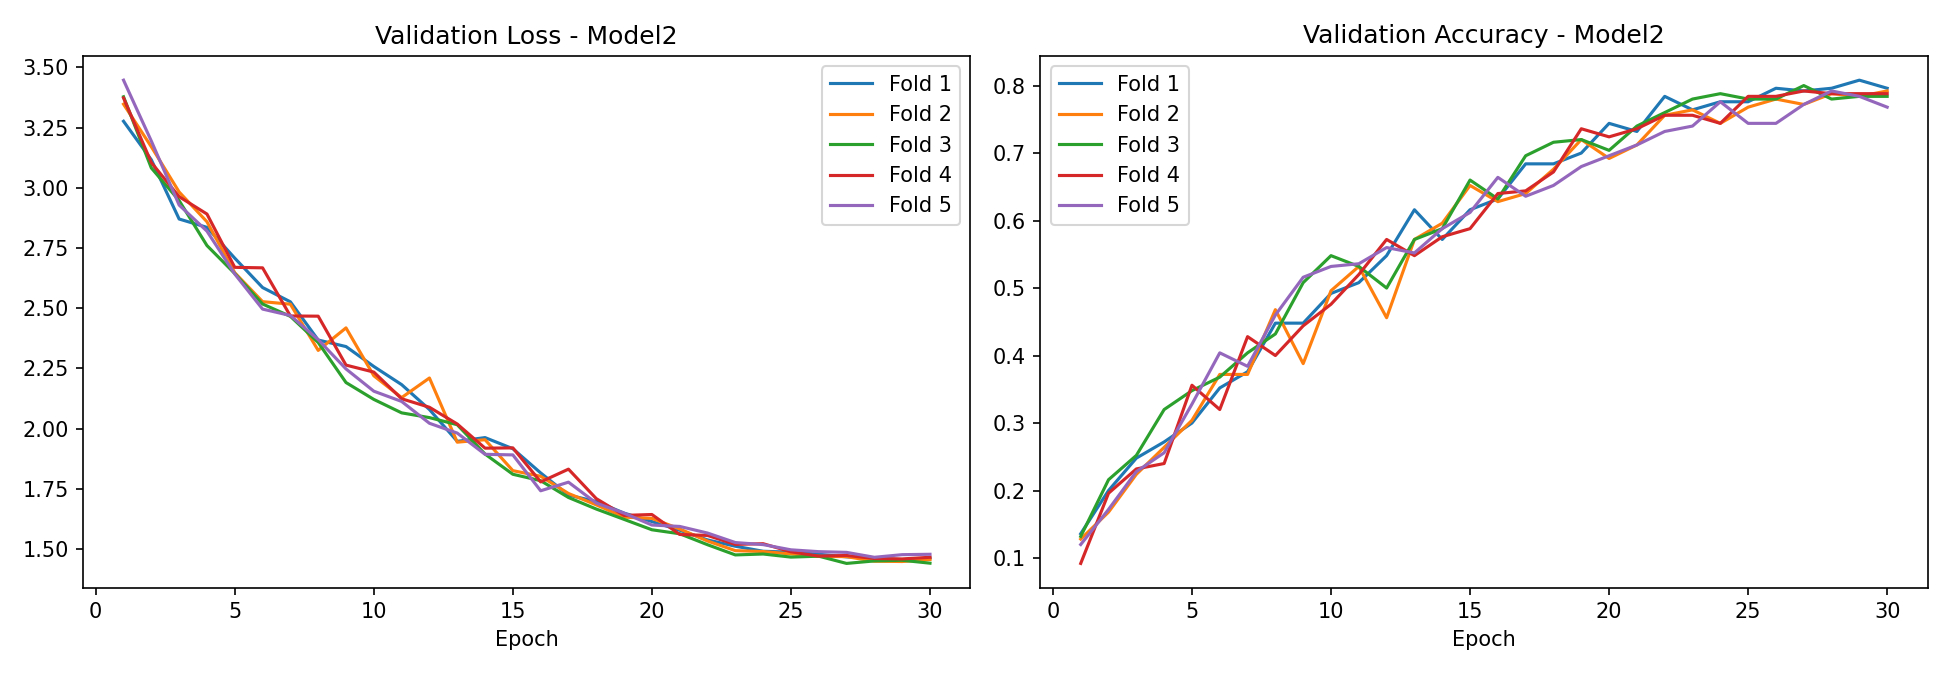 Validation Loss - Model2
3.50
3.25
3.00
2.75
2.50
2.25
2.00
1.75
1.50
0
5
10
15
20
25
30
Epoch
Fold 1
Fold 2
Fold 3
Fold 4
Fold 5
Validation Accuracy - Model2
0.8
0.7
0.6
0.5
0.4
0.3
0.2
0.1
0
5
10
15
20
25
30
Epoch
Fold 1
Fold 2
Fold 3
Fold 4
Fold 5